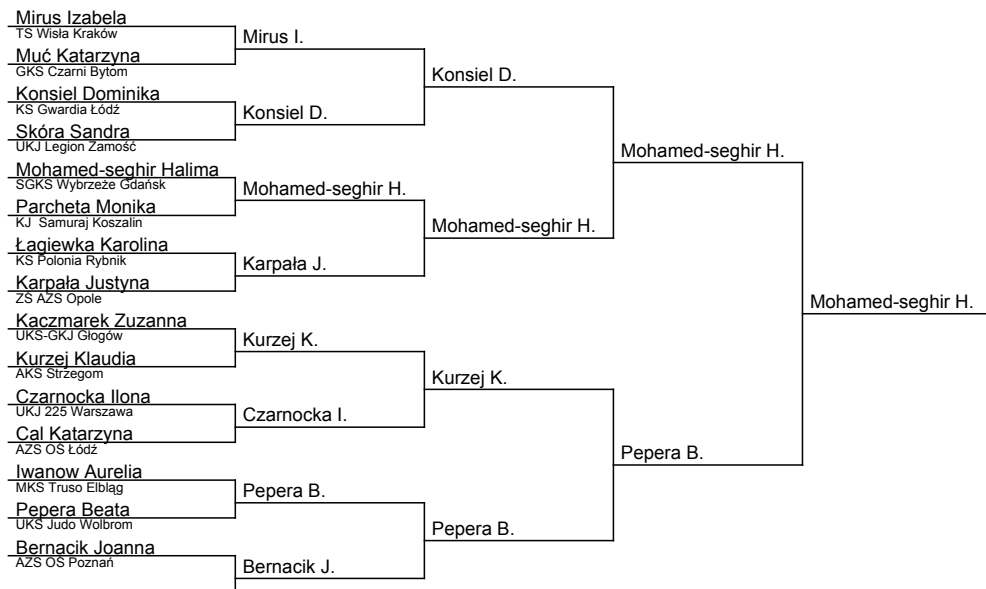 Mirus Izabela
TS Wisła Kraków
Mirus I.
Muć Katarzyna
GKS Czarni Bytom
Konsiel D.
Konsiel Dominika
KS Gwardia Łódź
Konsiel D.
Skóra Sandra
UKJ Legion Zamość
Mohamed-seghir H.
Mohamed-seghir Halima
SGKS Wybrzeże Gdańsk
Mohamed-seghir H.
Parcheta Monika
KJ  Samuraj Koszalin
Mohamed-seghir H.
Łagiewka Karolina
KS Polonia Rybnik
Karpała J.
Karpała Justyna
ZŚ AZS Opole
Mohamed-seghir H.
Kaczmarek Zuzanna
UKS-GKJ Głogów
Kurzej K.
Kurzej Klaudia
AKS Strzegom
Kurzej K.
Czarnocka Ilona
UKJ 225 Warszawa
Czarnocka I.
Cal Katarzyna
AZS OŚ Łódź
Pepera B.
Iwanow Aurelia
MKS Truso Elbląg
Pepera B.
Pepera Beata
UKS Judo Wolbrom
Pepera B.
Bernacik Joanna
AZS OŚ Poznań
Bernacik J.